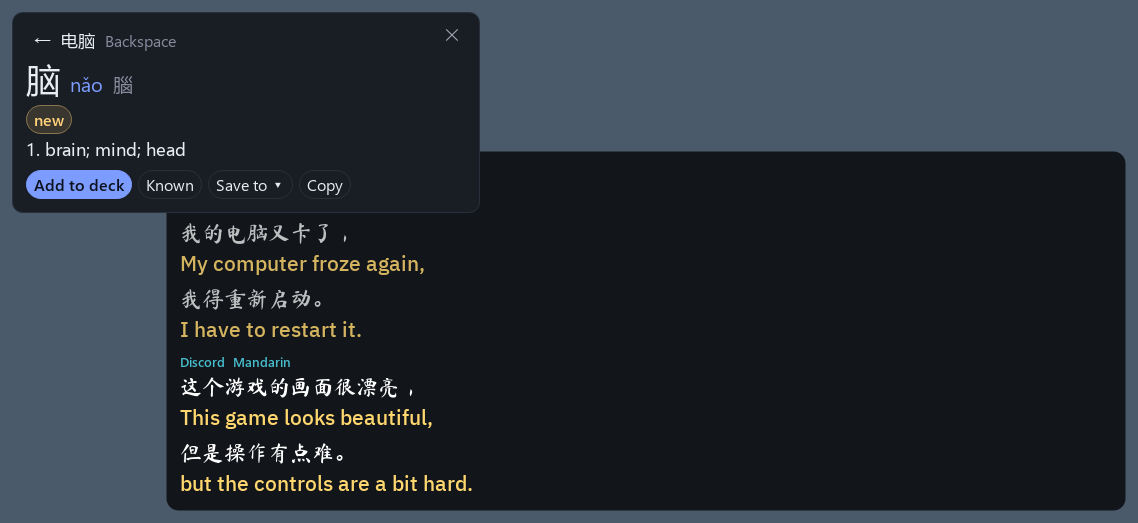 ← 电脑 Backspace
脑 nǎo 腦
new
1. brain; mind; head
Add to deck Known Save to ▾ Copy
我的电脑又卡了，
My computer froze again,
我得重新启动。
I have to restart it.
Discord Mandarin
这个游戏的画面很漂亮，
This game looks beautiful,
但是操作有点难。
but the controls are a bit hard.